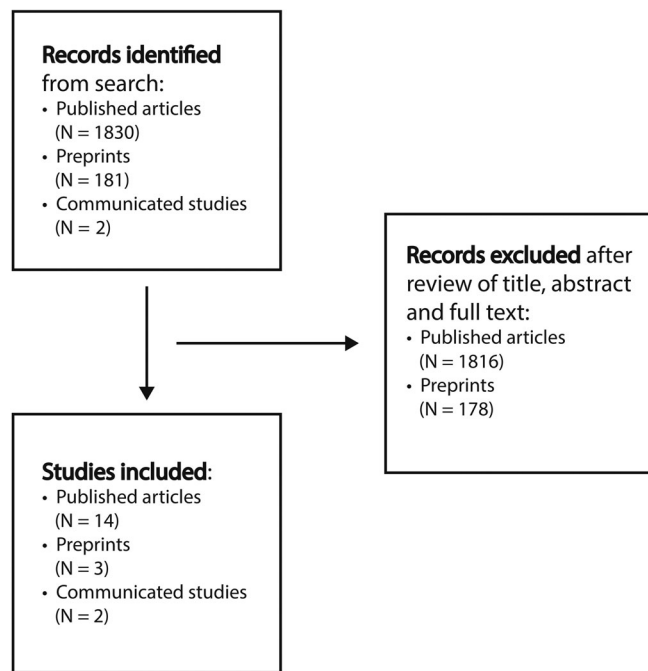 Records identified
from search:
• Published articles
(N = 1830)
• Preprints
(N = 181)
• Communicated studies
(N = 2)
Records excluded after
review of title, abstract
and full text:
• Published articles
(N = 1816)
• Preprints
(N = 178)
Studies included:
• Published articles
(N = 14)
• Preprints
(N = 3)
• Communicated studies
(N = 2)